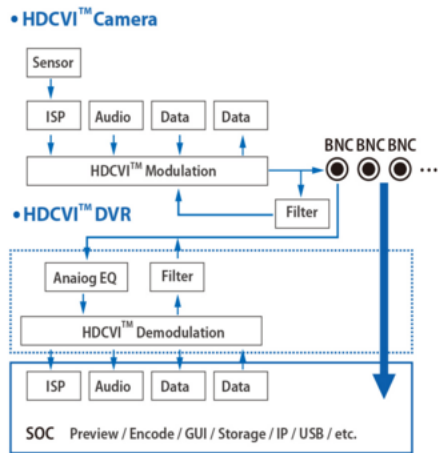 • HDCVI™ Camera
Sensor
ISP Audio Data Data
BNC BNC BNC
HDCVI™ Modulation
...
Filter
• HDCVI™ DVR
Anaiog EQ Filter
HDCVI™ Demodulation
ISP Audio Data Data
SOC Preview / Encode / GUI / Storage / IP / USB / etc.